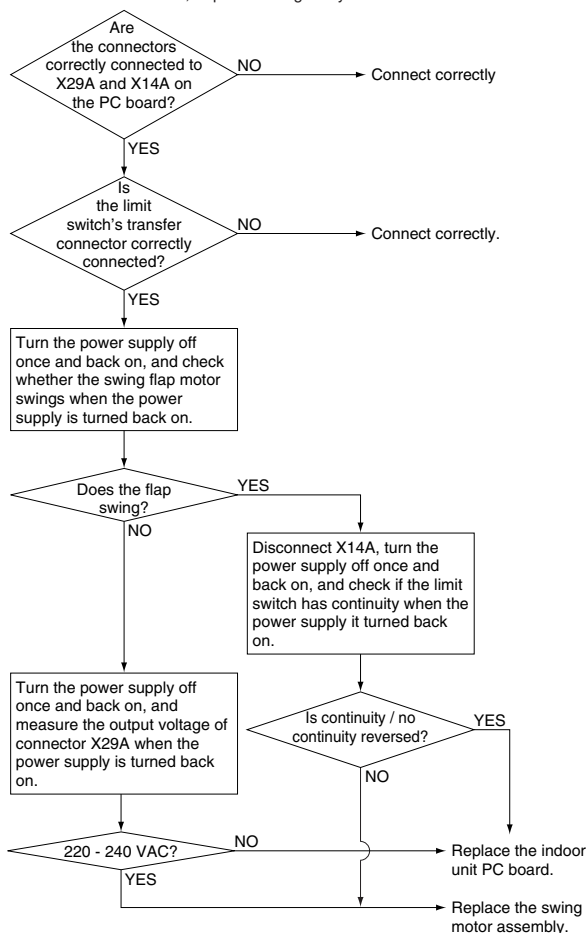 Are
the connectors
correctly connected to
X29A and X14A on
the PC board?
NO
Connect correctly
YES
Is
the limit
switch's transfer
connector correctly
connected?
NO
Connect correctly.
YES
Turn the power supply off
once and back on, and check
whether the swing flap motor
swings when the power
supply is turned back on.
Does the flap
swing?
YES
NO
Disconnect X14A, turn the
power supply off once and
back on, and check if the limit
switch has continuity when the
power supply it turned back
on.
Turn the power supply off
once and back on, and
measure the output voltage of
connector X29A when the
power supply is turned back
on.
Is continuity / no
continuity reversed?
YES
NO
220 - 240 VAC?
NO
YES
Replace the indoor
unit PC board.
Replace the swing
motor assembly.